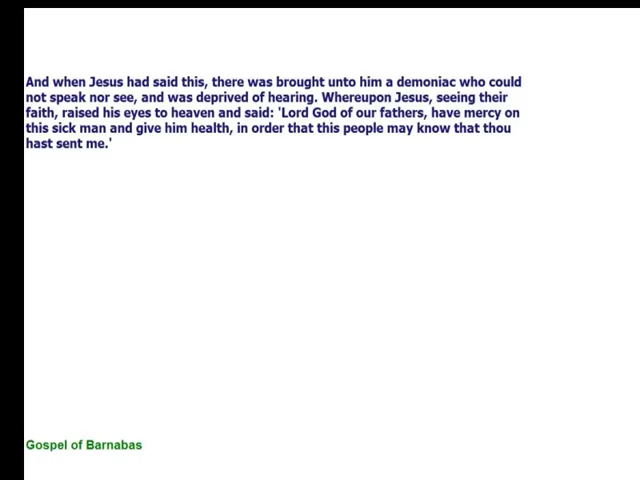 And when Jesus had said this, there was brought unto him a demoniac who could
not speak nor see, and was deprived of hearing. Whereupon Jesus, seeing their
faith, raised his eyes to heaven and said: 'Lord God of our fathers, have mercy on
this sick man and give him health, in order that this people may know that thou
hast sent me.'
Gospel of Barnabas